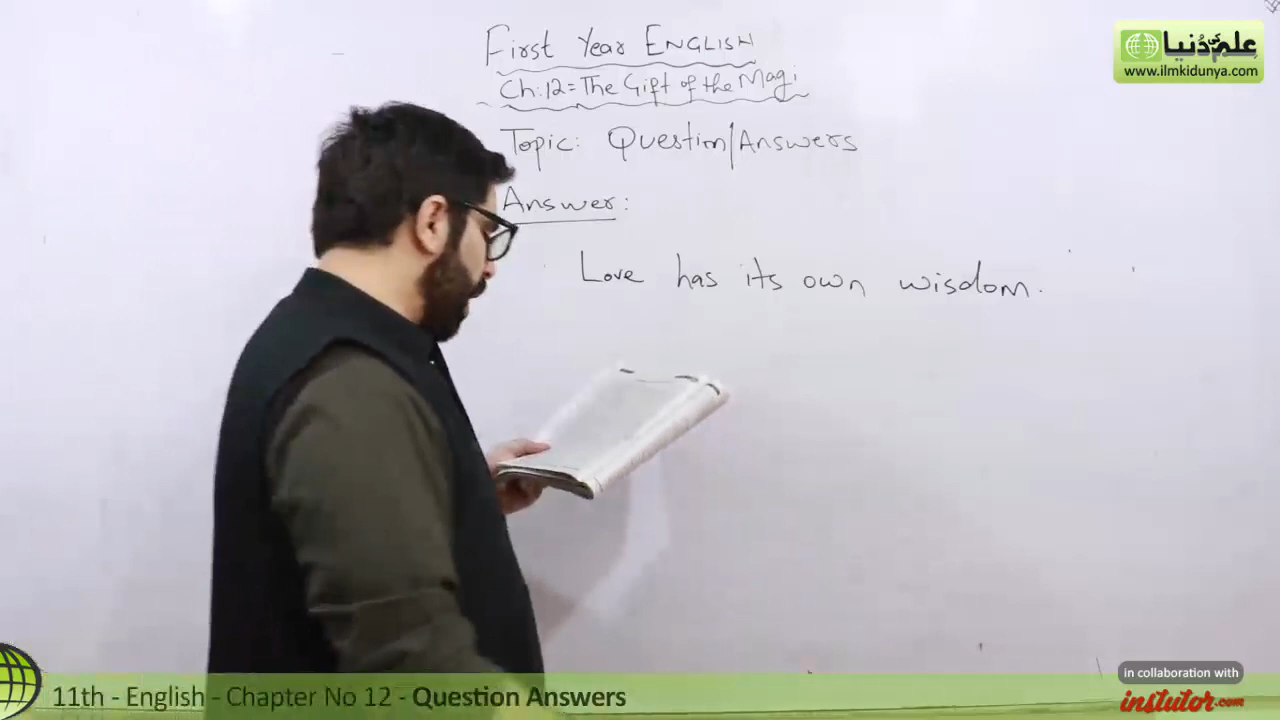 First Year ENGLISH
Ch:12=The Gift of the Magi
Topic: Question/Answers
Answer:
Love has its own wisdom.
علم کی دنیا
www.ilmkidunya.com
11th - English - Chapter No 12 - Question Answers
in collaboration with
instutor.com